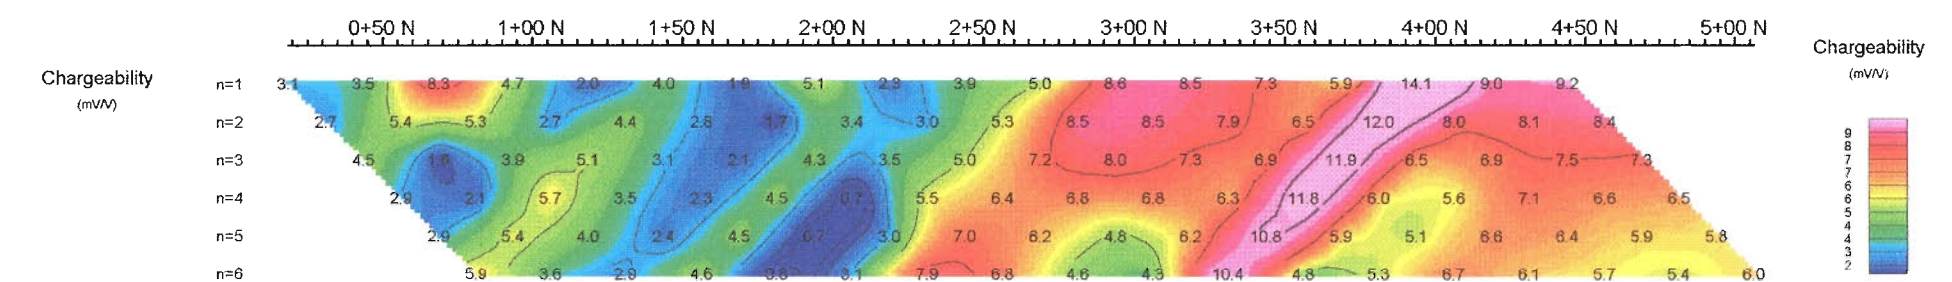 0+50 N 1+00 N 1+50 N 2+00 N 2+50 N 3+00 N 3+50 N 4+00 N 4+50 N 5+00 N
Chargeability
(mV/V)
n=1 3.1 3.5 8.3 4.7 2.0 4.0 1.9 5.1 2.3 3.9 5.0 8.6 8.5 7.3 5.9 14.1 9.0 9.2
n=2 2.7 5.4 5.3 2.7 4.4 2.8 1.7 3.4 3.0 5.3 8.5 8.5 7.9 6.5 12.0 8.0 8.1 8.4
n=3 4.5 1.6 3.9 5.1 3.1 2.1 4.3 3.5 5.0 7.2 8.0 7.3 6.9 11.9 6.5 6.9 7.5 7.3
n=4 2.9 2.1 5.7 3.5 2.3 4.5 0.7 5.5 6.4 6.8 6.8 6.3 11.8 6.0 5.6 7.1 6.6 6.5
n=5 2.9 5.4 4.0 2.4 4.5 3.0 7.0 6.2 4.8 6.2 10.8 5.9 5.1 6.6 6.4 5.9 5.8
n=6 5.9 3.6 2.9 4.6 3.1 7.9 6.8 4.6 4.3 10.4 4.8 5.3 6.7 6.1 5.7 5.4 6.0
Chargeability
(mV/V)
9
8
7
7
6
6
5
4
4
3
2
2